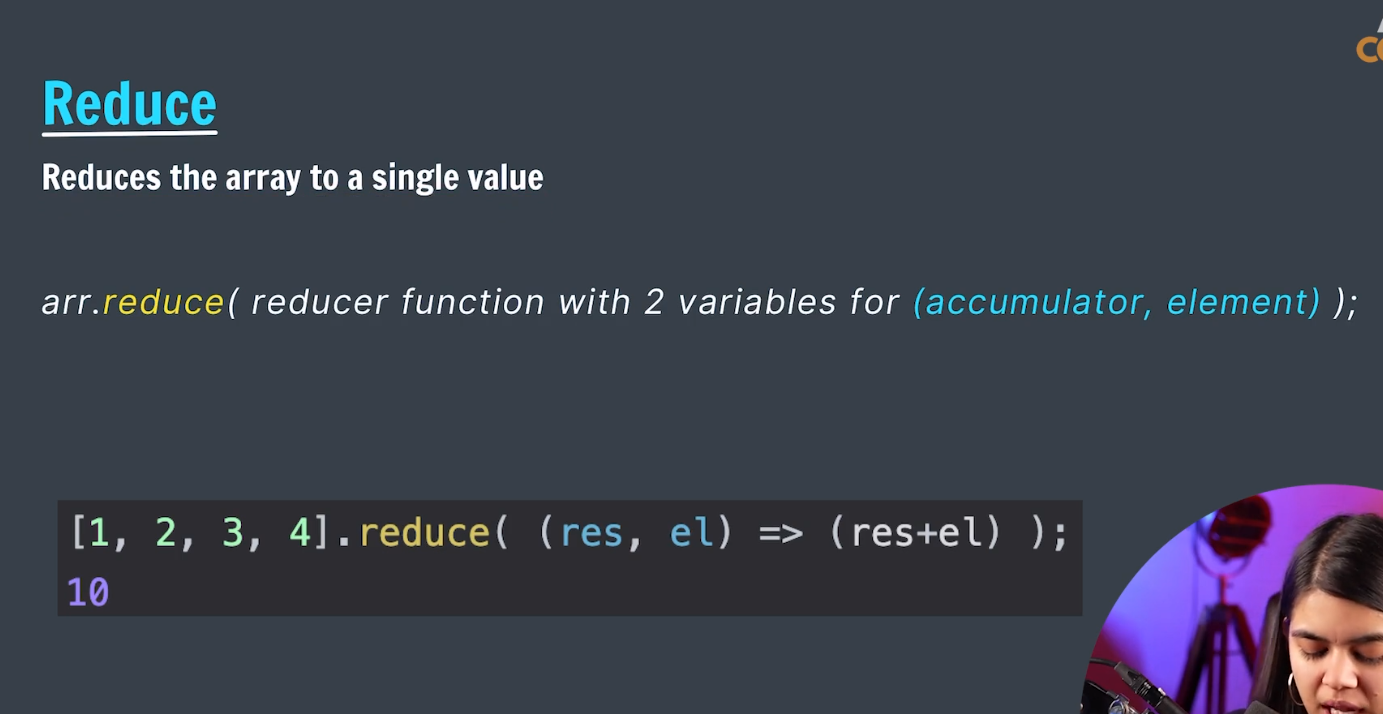 Reduce
Reduces the array to a single value
arr.reduce( reducer function with 2 variables for (accumulator, element) );
[1, 2, 3, 4].reduce( (res, el) => (res+el) );
10